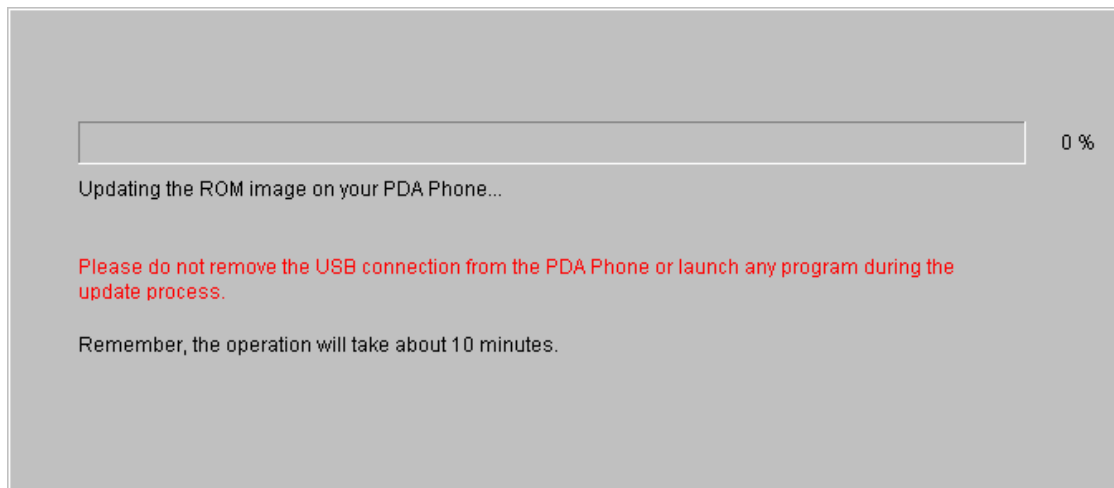 0 %
Updating the ROM image on your PDA Phone...
Please do not remove the USB connection from the PDA Phone or launch any program during the
update process.
Remember, the operation will take about 10 minutes.